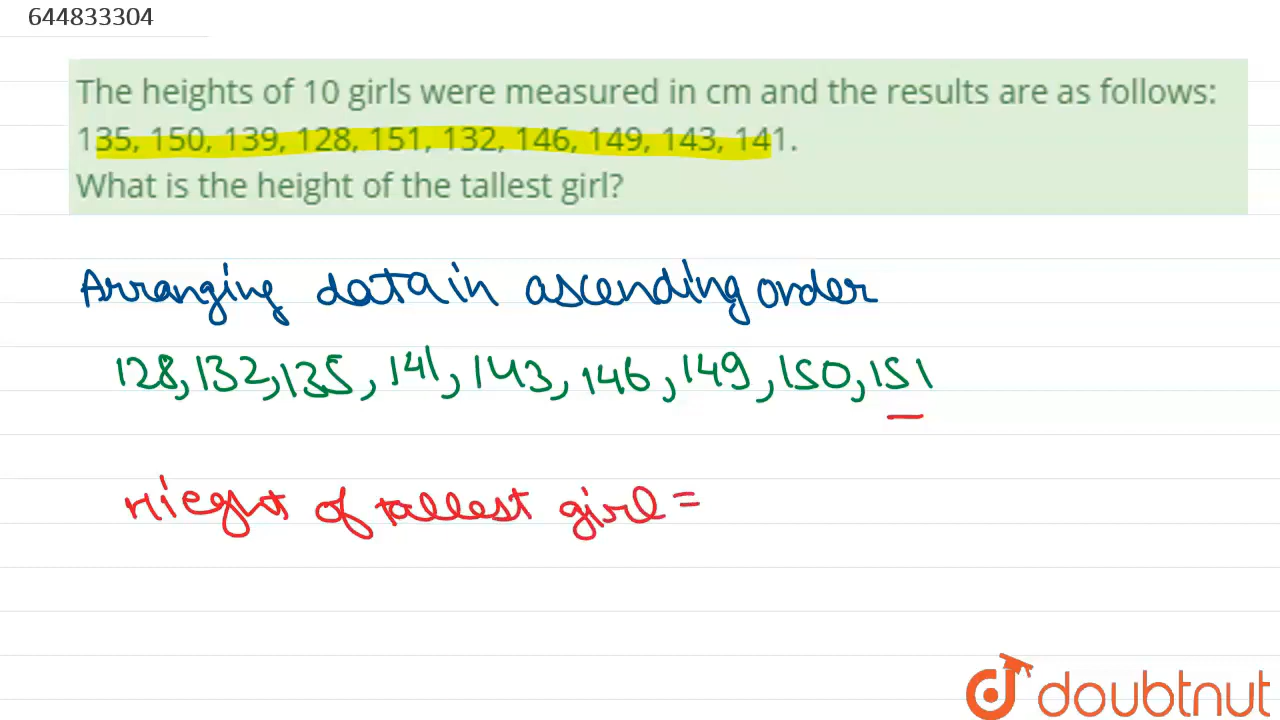 644833304
The heights of 10 girls were measured in cm and the results are as follows:
135, 150, 139, 128, 151, 132, 146, 149, 143, 141.
What is the height of the tallest girl?
Arranging data in ascending order
128, 132, 135, 141, 143, 146, 149, 150, 151
Hieght of tallest girl =
doubtnut